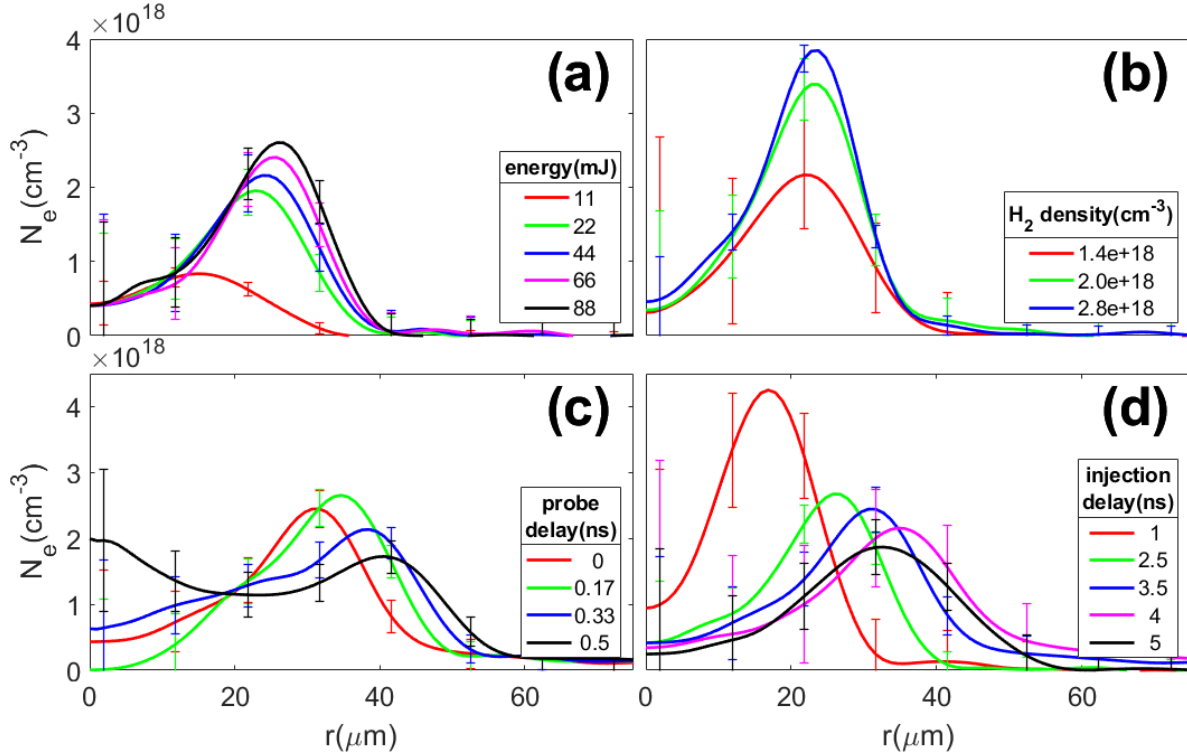 ×10^18
4
3
2
1
0
N_e(cm^-3)
(a)
energy(mJ)
11
22
44
66
88
(b)
H_2 density(cm^-3)
1.4e+18
2.0e+18
2.8e+18
×10^18
4
3
2
1
0
N_e(cm^-3)
0 20 40 60
r(μm)
(c)
probe
delay(ns)
0
0.17
0.33
0.5
(d)
injection
delay(ns)
1
2.5
3.5
4
5
0 20 40 60
r(μm)